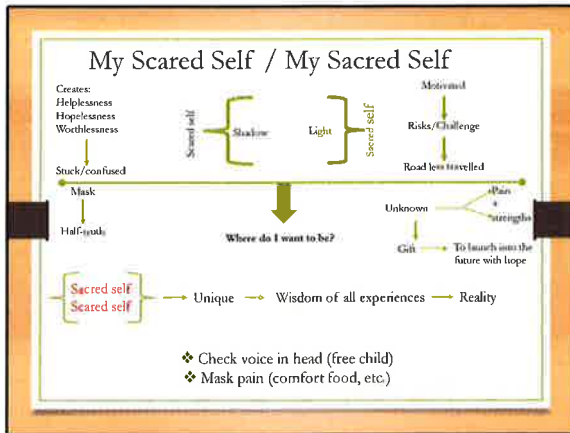 My Scared Self / My Sacred Self
Creates:
Helplessness
Hopelessness
Worthlessness
Stuck/confused
Mask
Half-truths
Scared self
Shadow
Light
Sacred self
Motivated
Risks/Challenge
Road less travelled
Where do I want to be?
Unknown
Pain
+
strengths
Gift
To launch into the
future with hope
Sacred self
Scared self
Unique
Wisdom of all experiences
Reality
❖ Check voice in head (free child)
❖ Mask pain (comfort food, etc.)